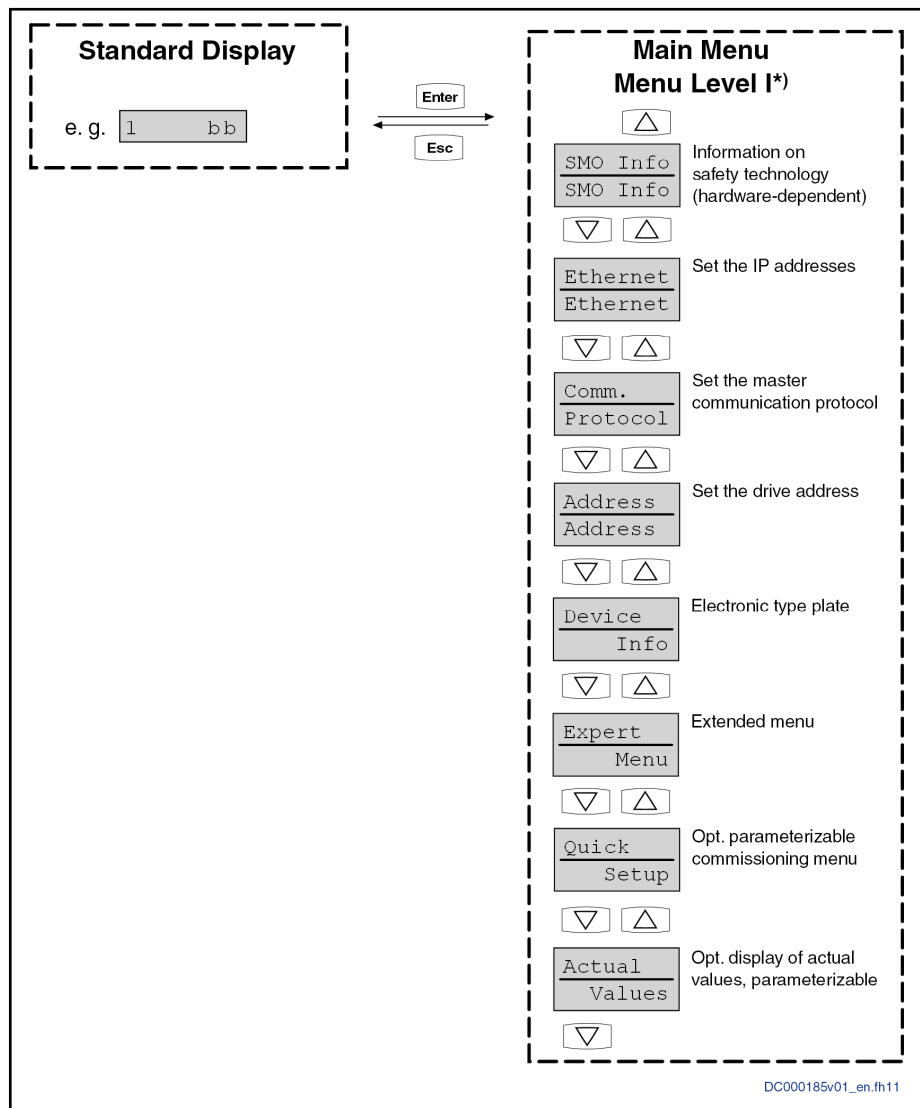 Standard Display
e. g. 1 bb
Enter
Esc
Main Menu
Menu Level I*)
SMO Info
SMO Info
Information on
safety technology
(hardware-dependent)
Ethernet
Ethernet
Set the IP addresses
Comm.
Protocol
Set the master
communication protocol
Address
Address
Set the drive address
Device
Info
Electronic type plate
Expert
Menu
Extended menu
Quick
Setup
Opt. parameterizable
commissioning menu
Actual
Values
Opt. display of actual
values, parameterizable
DC000185v01_en.fh11